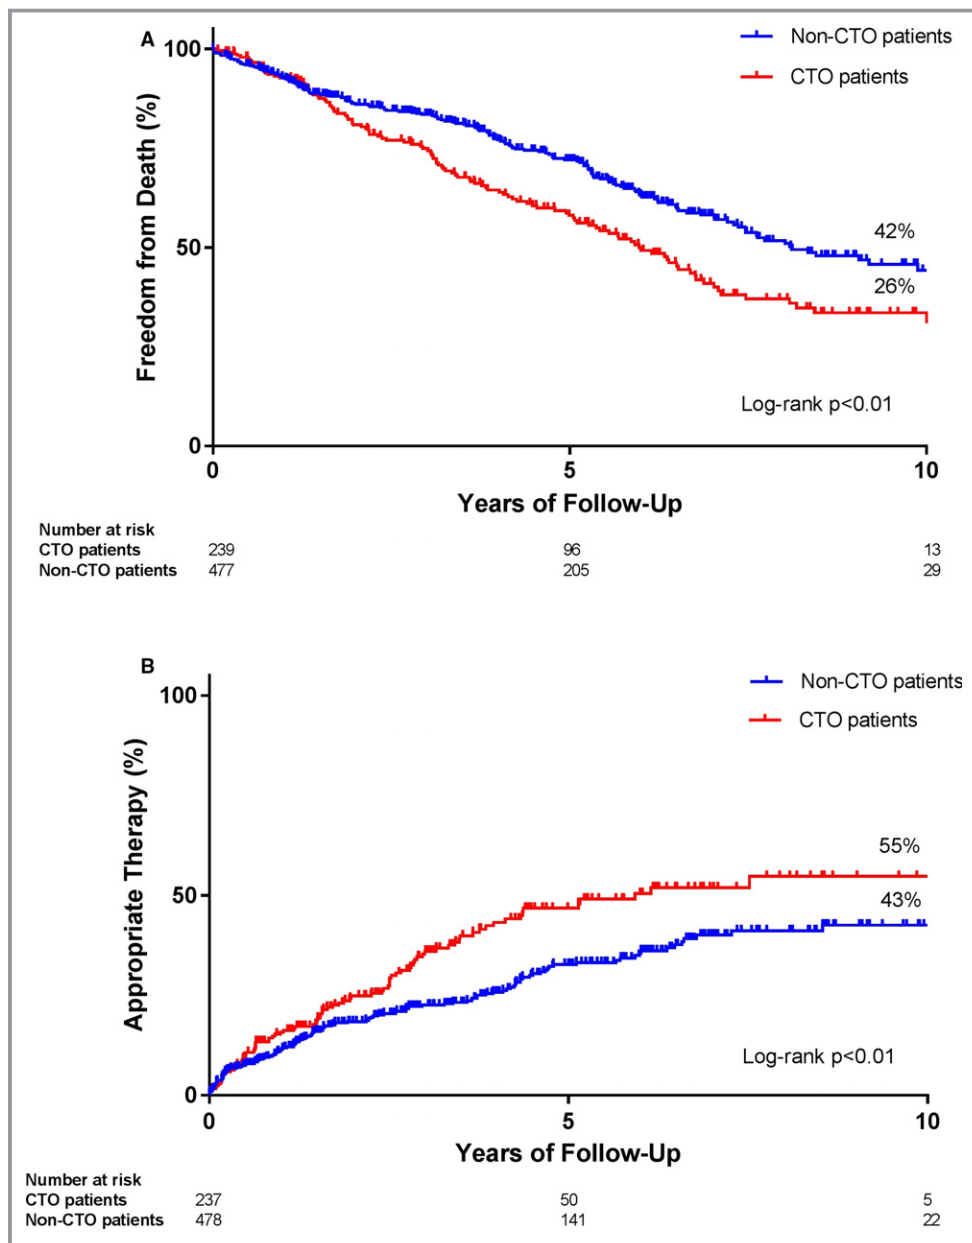 A
Non-CTO patients
CTO patients
100
50
0
Freedom from Death (%)
42%
26%
Log-rank p<0.01
0 5 10
Years of Follow-Up
Number at risk
CTO patients 239 96 13
Non-CTO patients 477 205 29
B
Non-CTO patients
CTO patients
100
50
0
Appropriate Therapy (%)
55%
43%
Log-rank p<0.01
0 5 10
Years of Follow-Up
Number at risk
CTO patients 237 50 5
Non-CTO patients 478 141 22